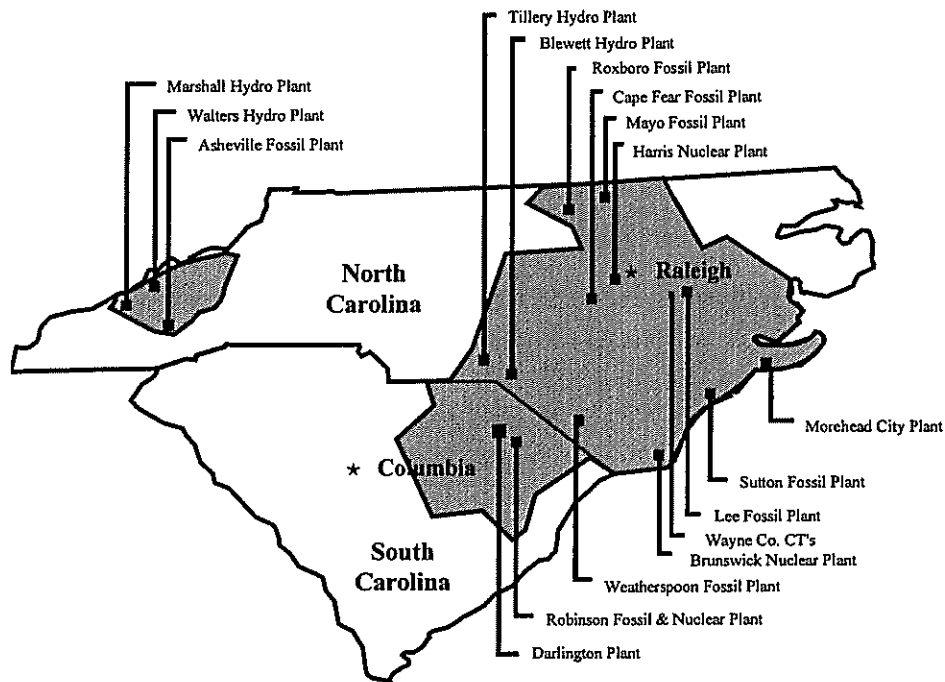 Tillery Hydro Plant
Blewett Hydro Plant
Roxboro Fossil Plant
Marshall Hydro Plant
Cape Fear Fossil Plant
Walters Hydro Plant
Mayo Fossil Plant
Asheville Fossil Plant
Harris Nuclear Plant
North
Carolina
* Raleigh
Morehead City Plant
* Columbia
Sutton Fossil Plant
Lee Fossil Plant
Wayne Co. CT's
South
Carolina
Brunswick Nuclear Plant
Weatherspoon Fossil Plant
Robinson Fossil & Nuclear Plant
Darlington Plant